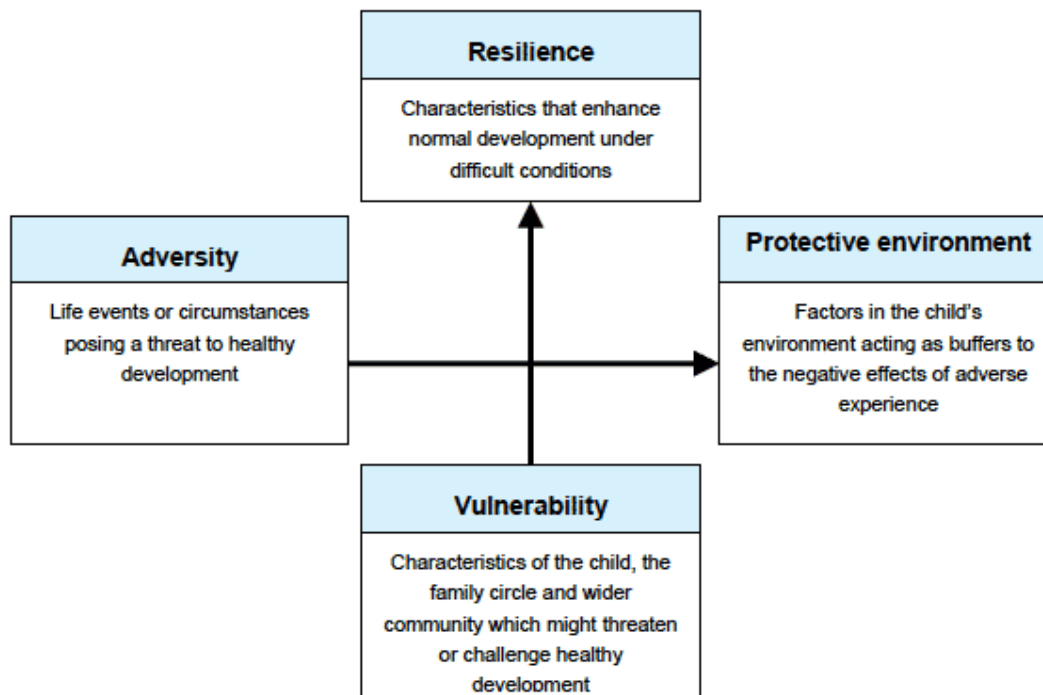 Resilience
Characteristics that enhance
normal development under
difficult conditions
Adversity
Life events or circumstances
posing a threat to healthy
development
Protective environment
Factors in the child's
environment acting as buffers to
the negative effects of adverse
experience
Vulnerability
Characteristics of the child, the
family circle and wider
community which might threaten
or challenge healthy
development